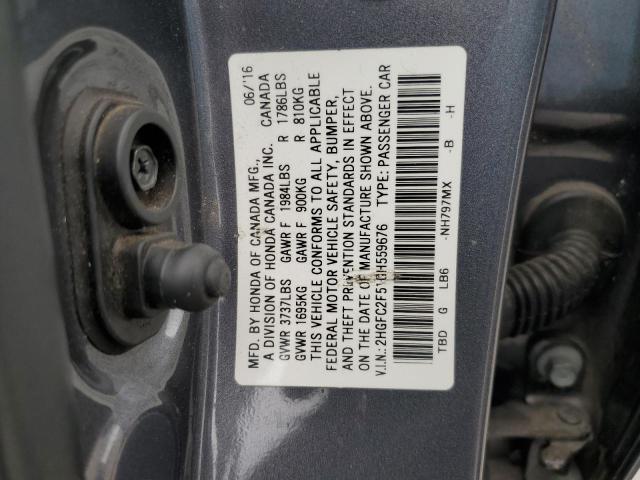 MFD. BY HONDA OF CANADA MFG., 06/'16
A DIVISION OF HONDA CANADA INC. CANADA
GVWR 3737LBS GAWR F 1984LBS R 1786LBS
GVWR 1695KG GAWR F 900KG R 810KG
THIS VEHICLE CONFORMS TO ALL APPLICABLE
FEDERAL MOTOR VEHICLE SAFETY, BUMPER,
AND THEFT PREVENTION STANDARDS IN EFFECT
ON THE DATE OF MANUFACTURE SHOWN ABOVE.
V.I.N.: TYPE: PASSENGER CAR
TBD G LB6 -NH797MX -B -H